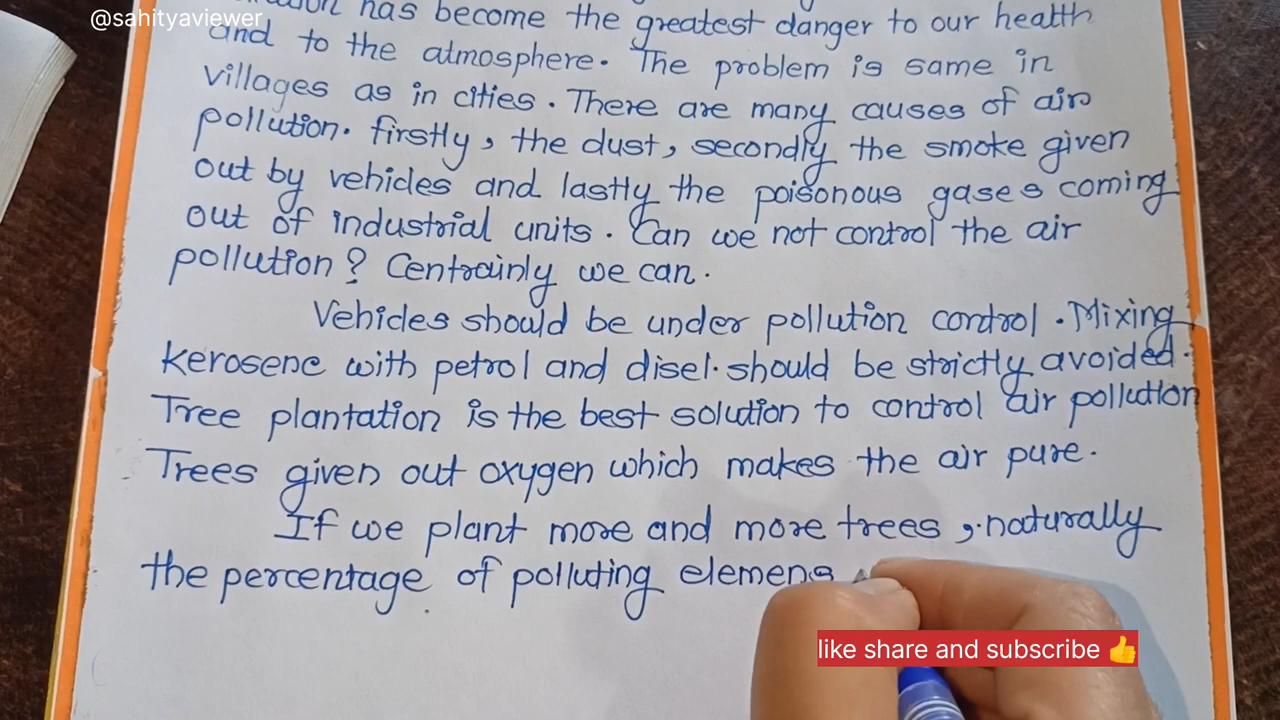 @sahityaviewer
has become the greatest danger to our health
and to the atmosphere. The problem is same in
villages as in cities. There are many causes of air
pollution. firstly, the dust, secondly the smoke given
out by vehicles and lastly the poisonous gases coming
out of industrial units. Can we not control the air
pollution? Centrainly we can.
Vehicles should be under pollution control. Mixing
kerosene with petrol and disel. should be strictly avoided.
Tree plantation is the best solution to control air pollution
Trees given out oxygen which makes the air pure.
If we plant more and more trees, naturally
the percentage of polluting elemens
like share and subscribe 👍